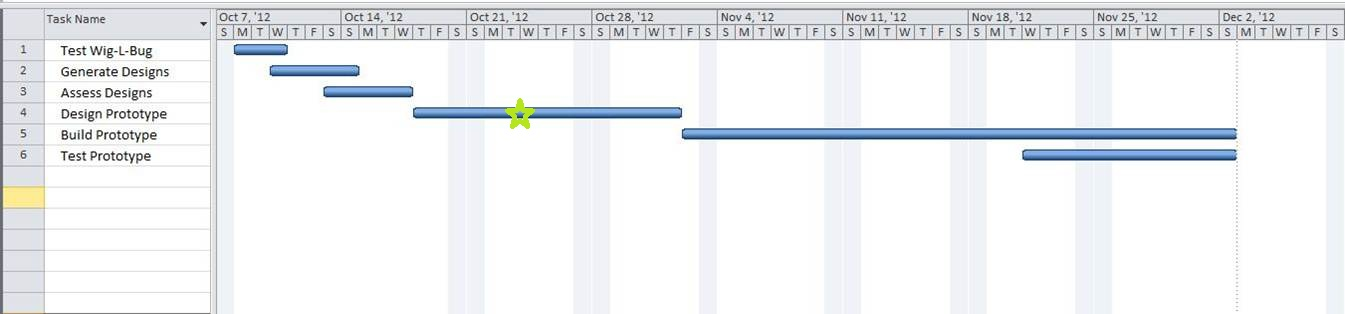 Task Name Oct 7, '12 Oct 14, '12 Oct 21, '12 Oct 28, '12 Nov 4, '12 Nov 11, '12 Nov 18, '12 Nov 25, '12 Dec 2, '12
S M T W T F S S M T W T F S S M T W T F S S M T W T F S S M T W T F S S M T W T F S S M T W T F S S M T W T F S S M T W T F S
1 Test Wig-L-Bug
2 Generate Designs
3 Assess Designs
4 Design Prototype
5 Build Prototype
6 Test Prototype